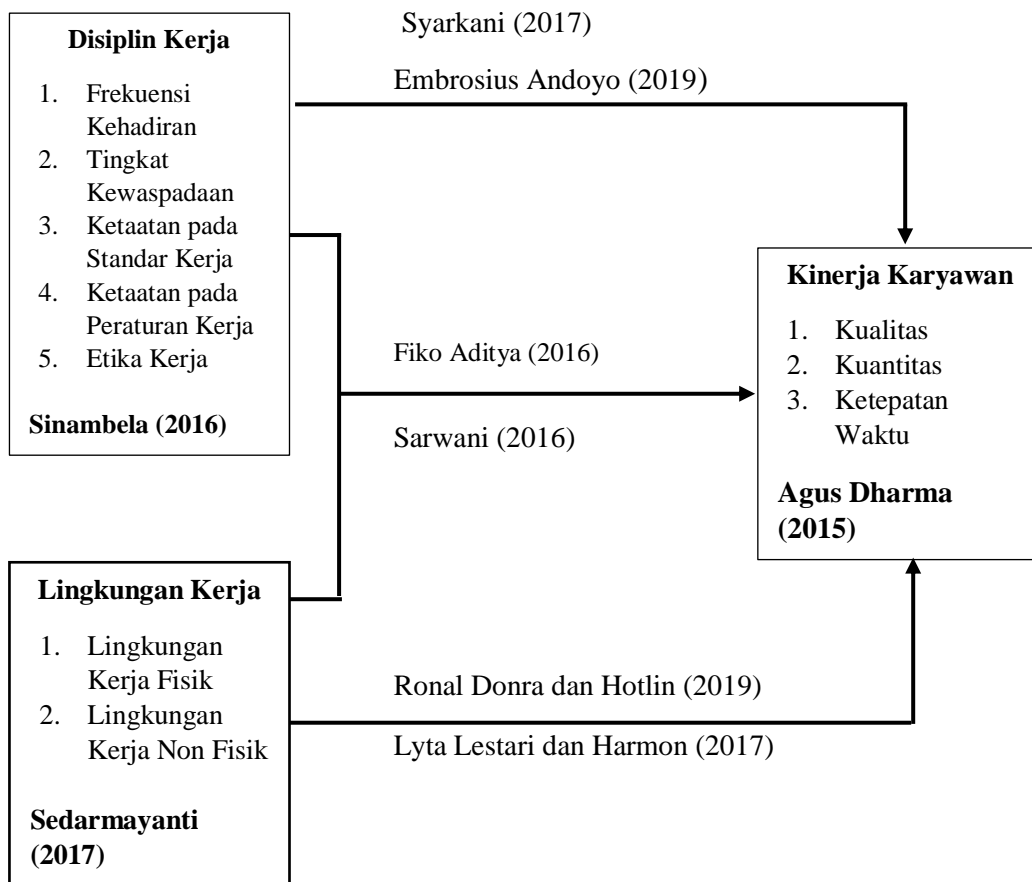 Disiplin Kerja
1. Frekuensi
Kehadiran
2. Tingkat
Kewaspadaan
3. Ketaatan pada
Standar Kerja
4. Ketaatan pada
Peraturan Kerja
5. Etika Kerja
Sinambela (2016)
Syarkani (2017)
Embrosius Andoyo (2019)
Fiko Aditya (2016)
Sarwani (2016)
Kinerja Karyawan
1. Kualitas
2. Kuantitas
3. Ketepatan
Waktu
Agus Dharma
(2015)
Lingkungan Kerja
1. Lingkungan
Kerja Fisik
2. Lingkungan
Kerja Non Fisik
Sedarmayanti
(2017)
Ronal Donra dan Hotlin (2019)
Lyta Lestari dan Harmon (2017)